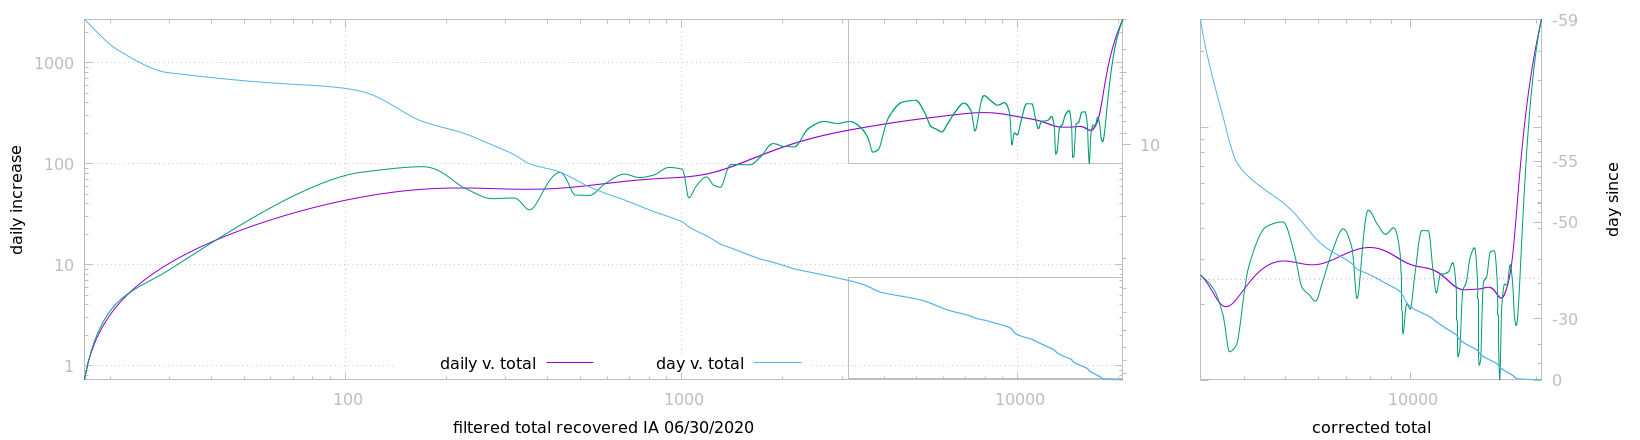 daily increase
1000
100
10
1
100
1000
10000
filtered total recovered IA 06/30/2020
daily v. total
day v. total
10
-59
-55
-50
-30
0
day since
10000
corrected total